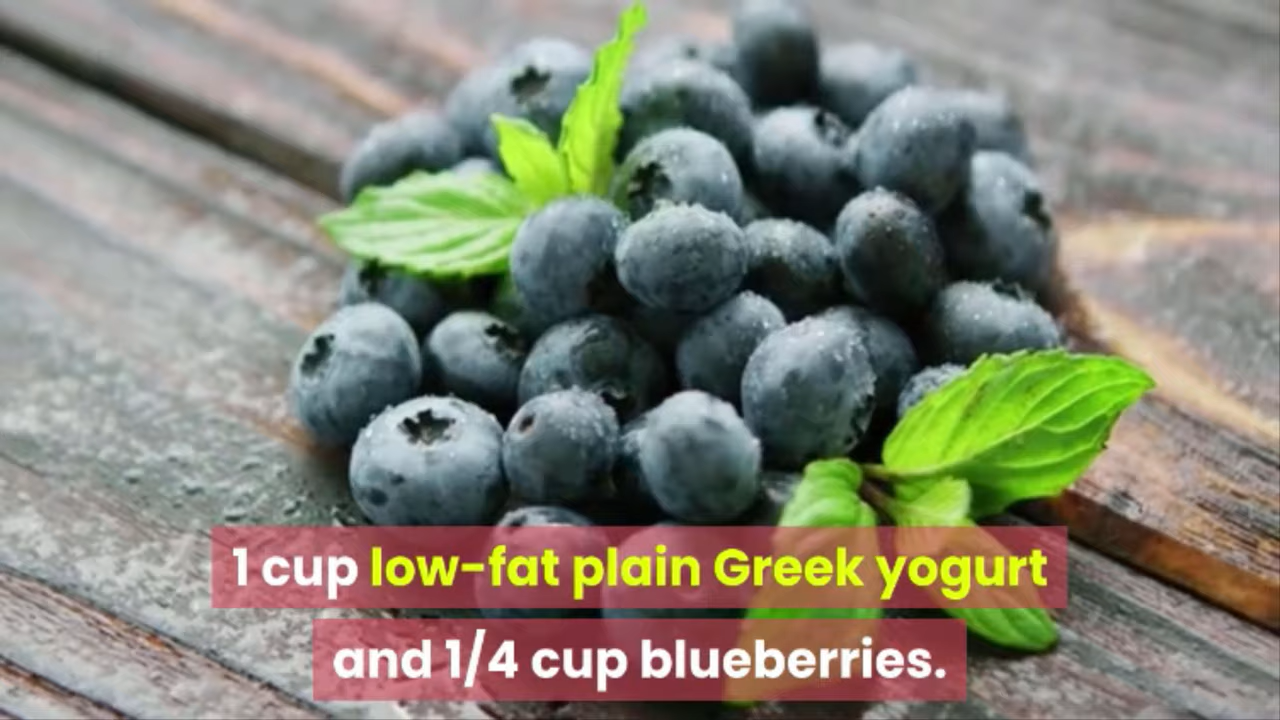 1 cup low-fat plain Greek yogurt
and 1/4 cup blueberries.